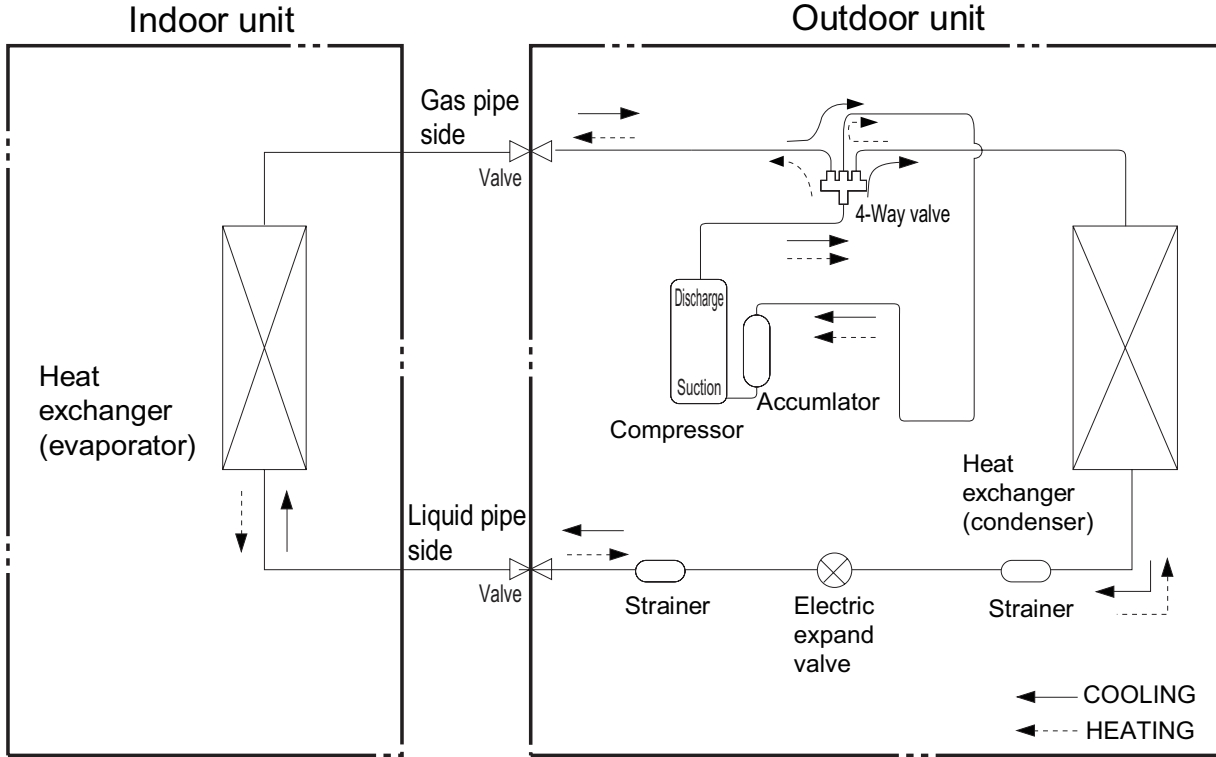 Indoor unit
Outdoor unit
Gas pipe
side
Valve
4-Way valve
Discharge
Suction
Accumlator
Compressor
Heat
exchanger
(evaporator)
Heat
exchanger
(condenser)
Liquid pipe
side
Valve
Strainer
Electric
expand
valve
Strainer
COOLING
HEATING